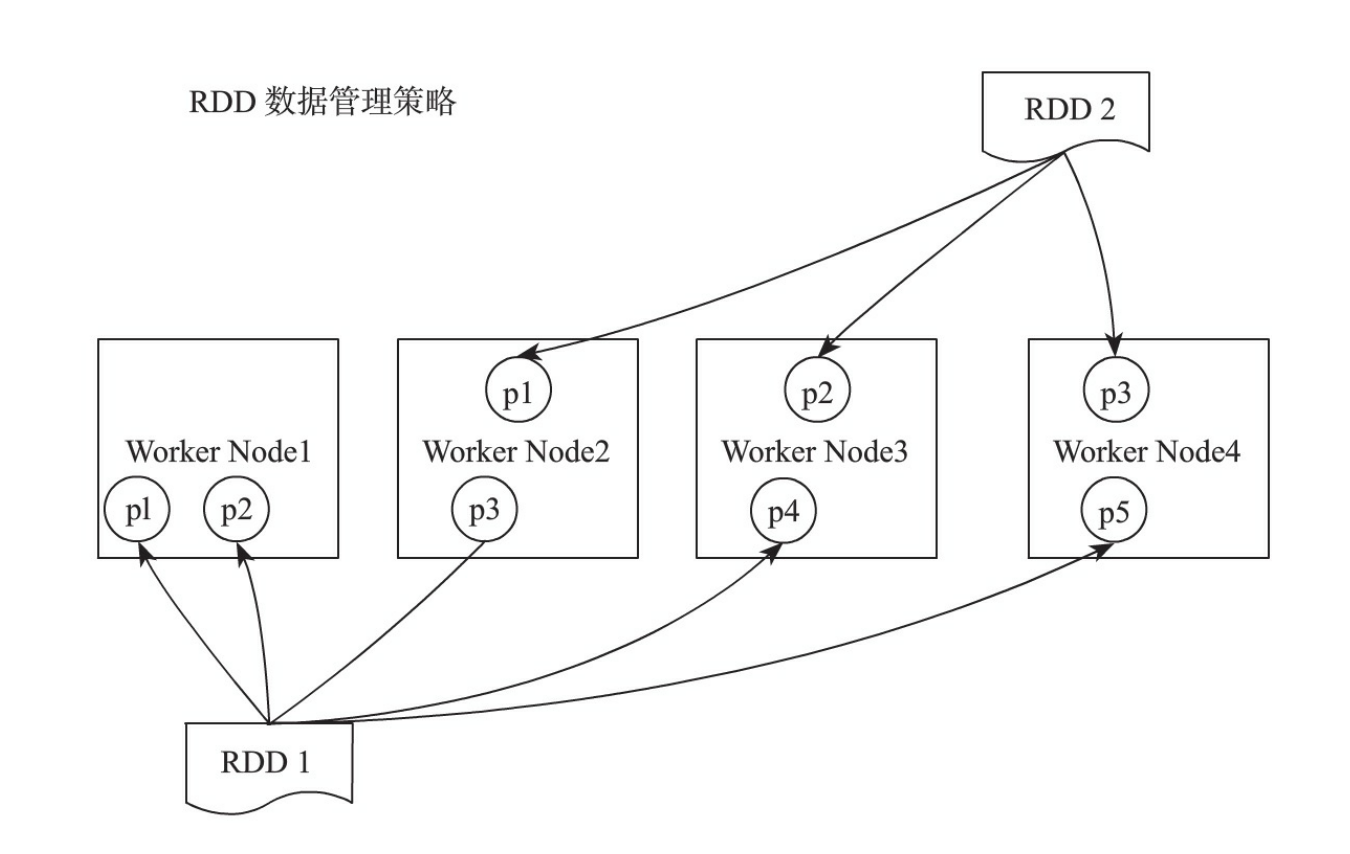 RDD 数据管理策略
RDD 2
p1
p2
p3
Worker Node1
Worker Node2
Worker Node3
Worker Node4
p1
p2
p3
p4
p5
RDD 1